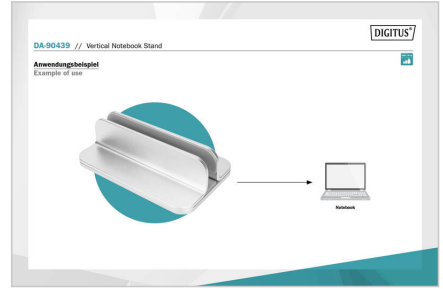 DIGITUS®
DA-90439 // Vertical Notebook Stand
Anwendungsbeispiel
Example of use
Notebook